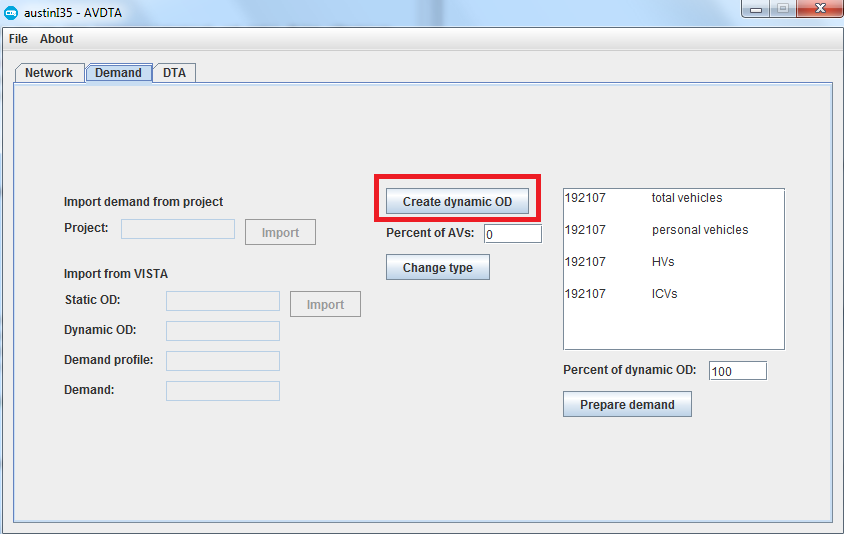 austinI35 - AVDTA
File About
Network Demand DTA
Import demand from project
Project: Import
Import from VISTA
Static OD: Import
Dynamic OD:
Demand profile:
Demand:
Create dynamic OD
Percent of AVs: 0
Change type
192107 total vehicles
192107 personal vehicles
192107 HVs
192107 ICVs
Percent of dynamic OD: 100
Prepare demand